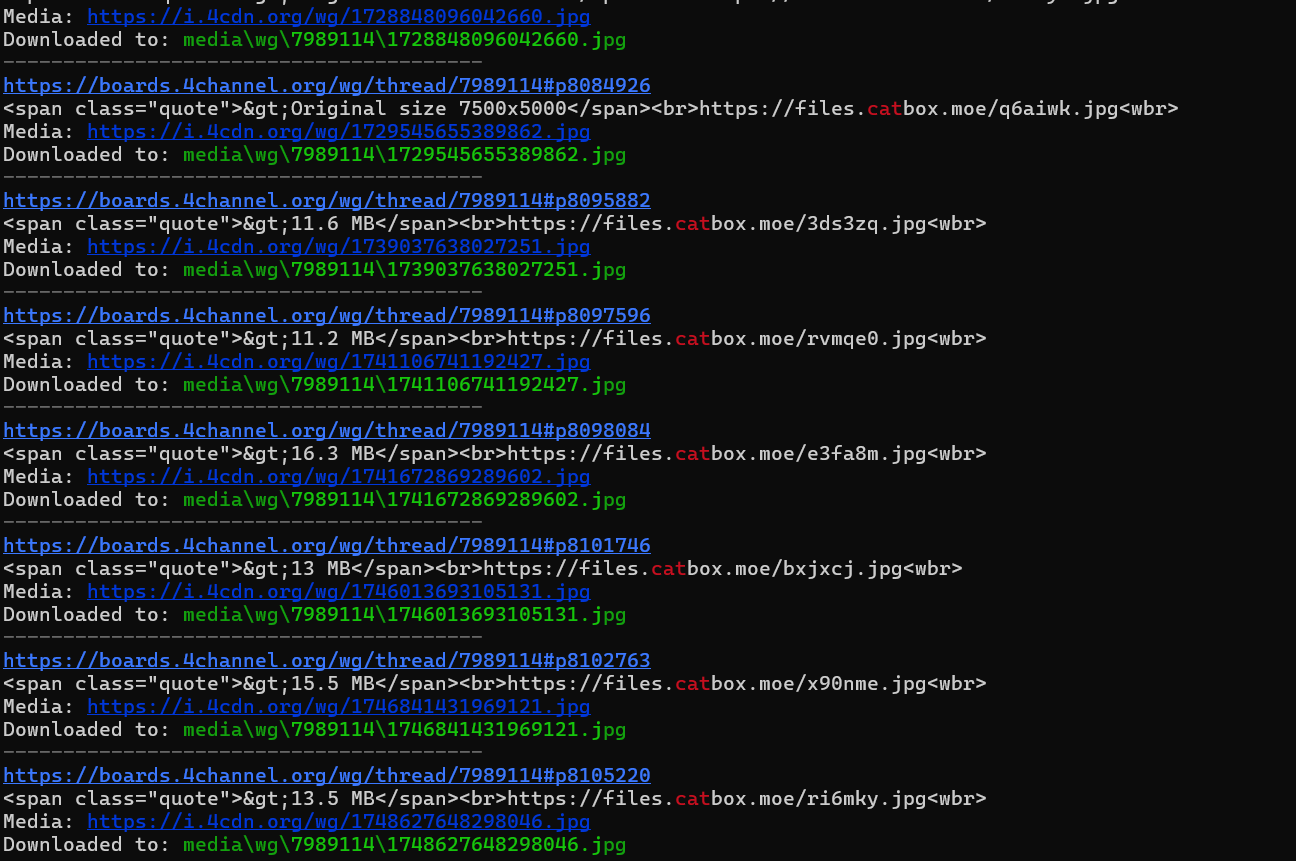 Media: https://i.4cdn.org/wg/1728848096042660.jpg
Downloaded to: media\wg\7989114\1728848096042660.jpg
----------------------------------------
https://boards.4channel.org/wg/thread/7989114#p8084926
<span class="quote">&gt;Original size 7500x5000</span><br>https://files.catbox.moe/q6aiwk.jpg<wbr>
Media: https://i.4cdn.org/wg/1729545655389862.jpg
Downloaded to: media\wg\7989114\1729545655389862.jpg
----------------------------------------
https://boards.4channel.org/wg/thread/7989114#p8095882
<span class="quote">&gt;11.6 MB</span><br>https://files.catbox.moe/3ds3zq.jpg<wbr>
Media: https://i.4cdn.org/wg/1739037638027251.jpg
Downloaded to: media\wg\7989114\1739037638027251.jpg
----------------------------------------
https://boards.4channel.org/wg/thread/7989114#p8097596
<span class="quote">&gt;11.2 MB</span><br>https://files.catbox.moe/rvmqe0.jpg<wbr>
Media: https://i.4cdn.org/wg/1741106741192427.jpg
Downloaded to: media\wg\7989114\1741106741192427.jpg
----------------------------------------
https://boards.4channel.org/wg/thread/7989114#p8098084
<span class="quote">&gt;16.3 MB</span><br>https://files.catbox.moe/e3fa8m.jpg<wbr>
Media: https://i.4cdn.org/wg/1741672869289602.jpg
Downloaded to: media\wg\7989114\1741672869289602.jpg
----------------------------------------
https://boards.4channel.org/wg/thread/7989114#p8101746
<span class="quote">&gt;13 MB</span><br>https://files.catbox.moe/bxjxcj.jpg<wbr>
Media: https://i.4cdn.org/wg/1746013693105131.jpg
Downloaded to: media\wg\7989114\1746013693105131.jpg
----------------------------------------
https://boards.4channel.org/wg/thread/7989114#p8102763
<span class="quote">&gt;15.5 MB</span><br>https://files.catbox.moe/x90nme.jpg<wbr>
Media: https://i.4cdn.org/wg/1746841431969121.jpg
Downloaded to: media\wg\7989114\1746841431969121.jpg
----------------------------------------
https://boards.4channel.org/wg/thread/7989114#p8105220
<span class="quote">&gt;13.5 MB</span><br>https://files.catbox.moe/ri6mky.jpg<wbr>
Media: https://i.4cdn.org/wg/1748627648298046.jpg
Downloaded to: media\wg\7989114\1748627648298046.jpg